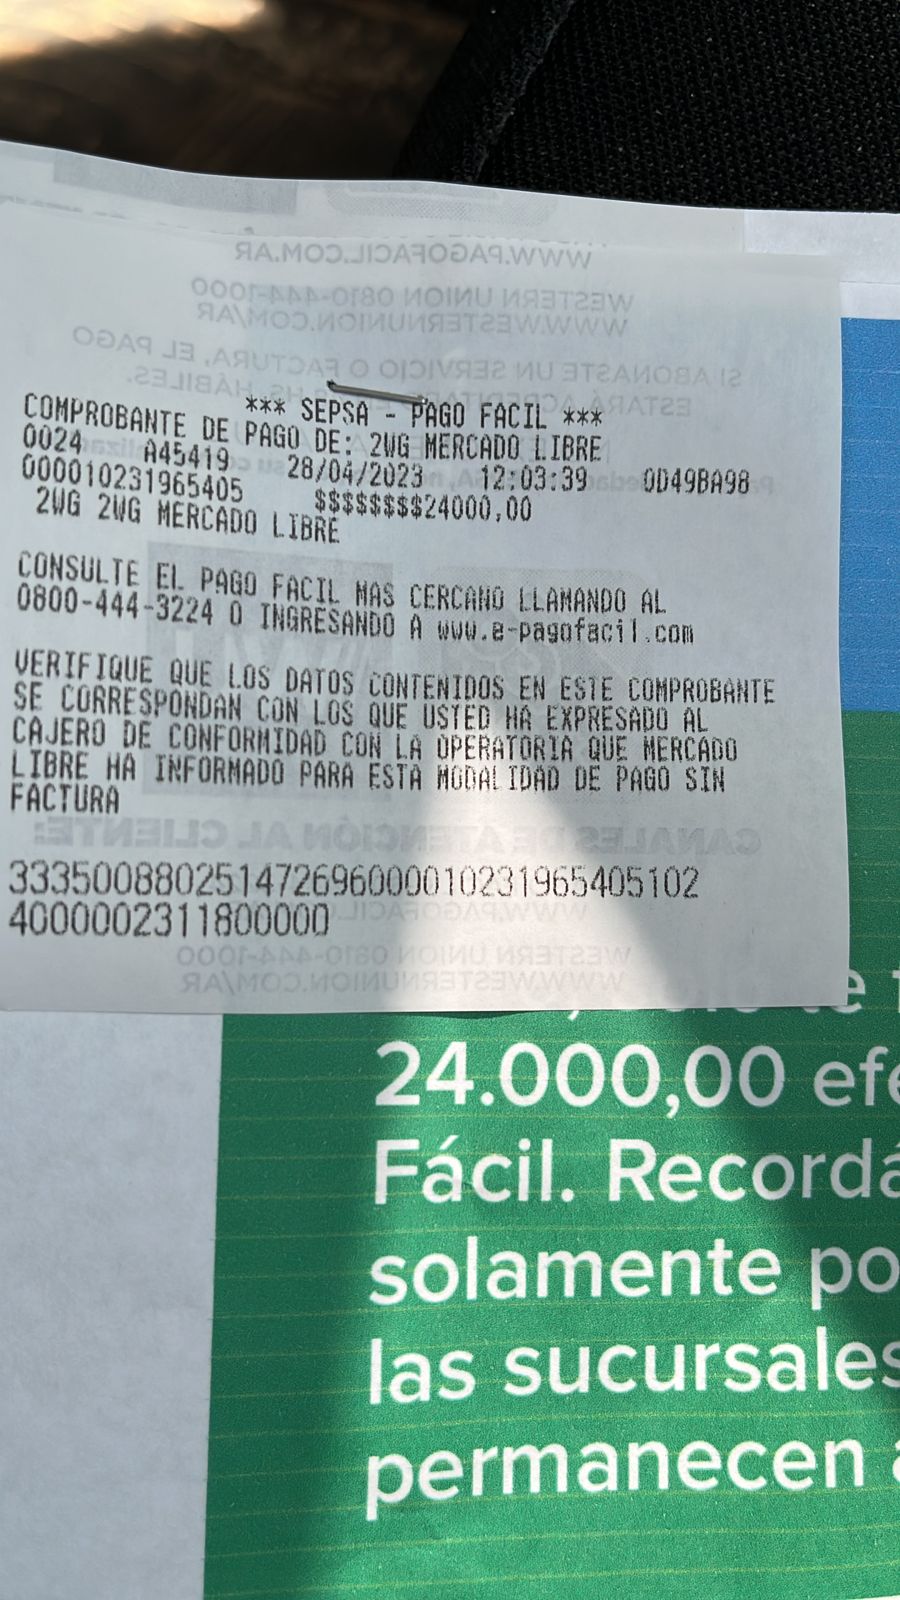 *** SEPSA - PAGO FACIL ***
COMPROBANTE DE PAGO DE: 2WG MERCADO LIBRE
0024 A45419 28/04/2023 12:03:39 0D49BA98
000010231965405 $$$$$$$$24000,00
2WG 2WG MERCADO LIBRE
CONSULTE EL PAGO FACIL MAS CERCANO LLAMANDO AL
0800-444-3224 O INGRESANDO A www.e-pagofacil.com
VERIFIQUE QUE LOS DATOS CONTENIDOS EN ESTE COMPROBANTE
SE CORRESPONDAN CON LOS QUE USTED HA EXPRESADO AL
CAJERO DE CONFORMIDAD CON LA OPERATORIA QUE MERCADO
LIBRE HA INFORMADO PARA ESTA MODALIDAD DE PAGO SIN
FACTURA
333500880251472696000010231965405102
4000002311800000
24.000,00 efe
Fácil. Recordá
solamente po
las sucursales
permanecen a